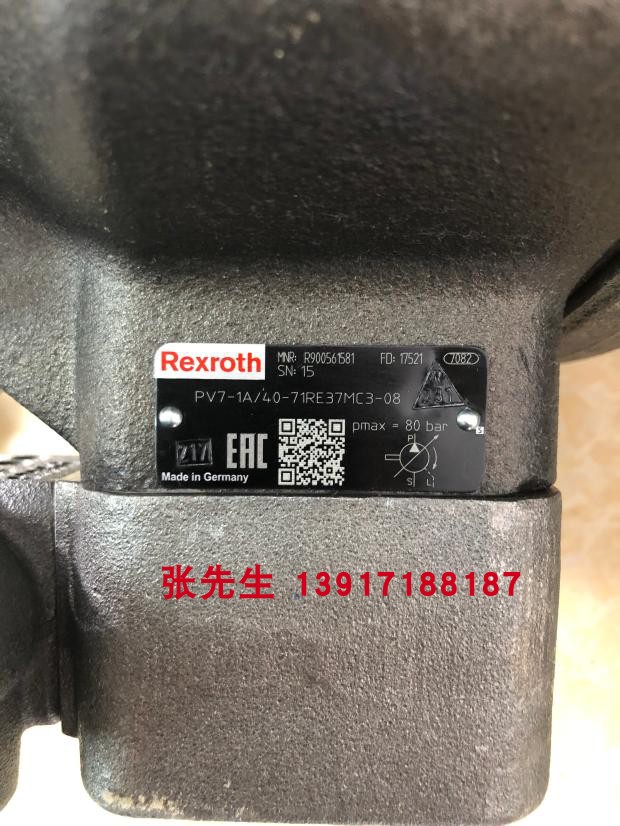 Rexroth
MNR: R900561581 FD: 17521 7082
SN: 15
PV7-1A/40-71RE37MC3-08
pmax = 80 bar
217 EAC
P
S L
S
Made in Germany
张先生 13917188187